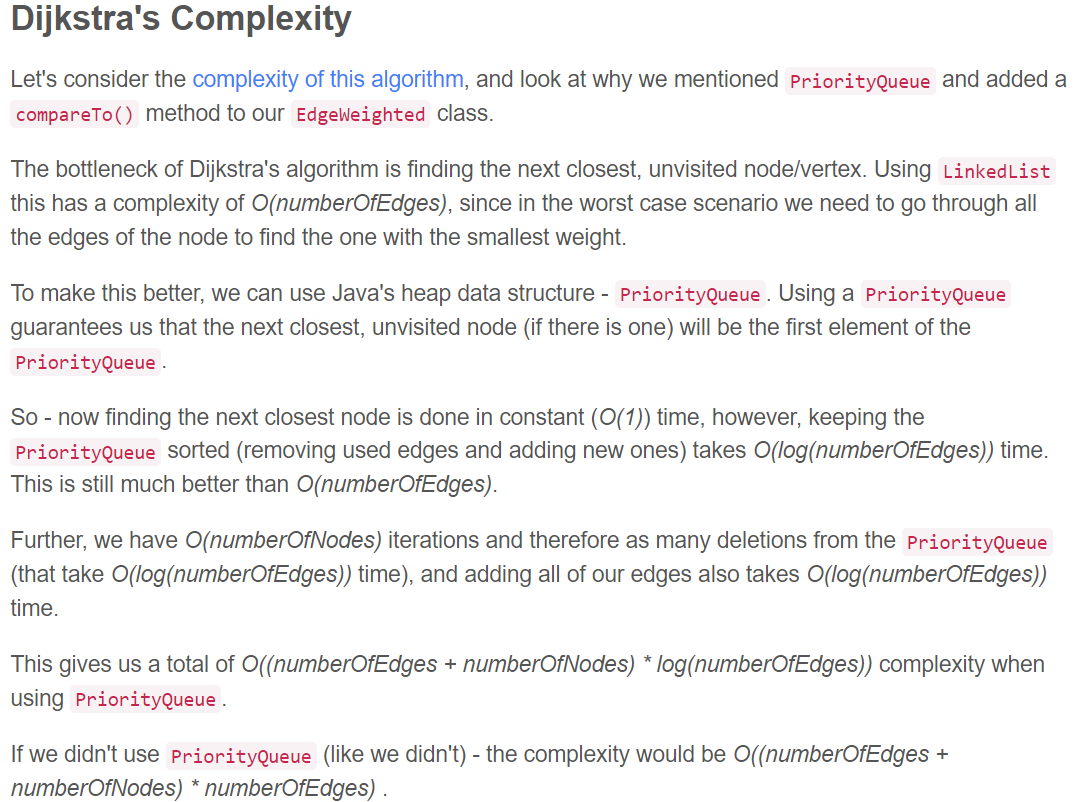 Dijkstra's Complexity
Let's consider the complexity of this algorithm, and look at why we mentioned PriorityQueue and added a
compareTo() method to our EdgeWeighted class.
The bottleneck of Dijkstra's algorithm is finding the next closest, unvisited node/vertex. Using LinkedList
this has a complexity of O(numberOfEdges), since in the worst case scenario we need to go through all
the edges of the node to find the one with the smallest weight.
To make this better, we can use Java's heap data structure - PriorityQueue. Using a PriorityQueue
guarantees us that the next closest, unvisited node (if there is one) will be the first element of the
PriorityQueue.
So - now finding the next closest node is done in constant (O(1)) time, however, keeping the
PriorityQueue sorted (removing used edges and adding new ones) takes O(log(numberOfEdges)) time.
This is still much better than O(numberOfEdges).
Further, we have O(numberOfNodes) iterations and therefore as many deletions from the PriorityQueue
(that take O(log(numberOfEdges)) time), and adding all of our edges also takes O(log(numberOfEdges))
time.
This gives us a total of O((numberOfEdges + numberOfNodes) * log(numberOfEdges)) complexity when
using PriorityQueue.
If we didn't use PriorityQueue (like we didn't) - the complexity would be O((numberOfEdges +
numberOfNodes) * numberOfEdges) .